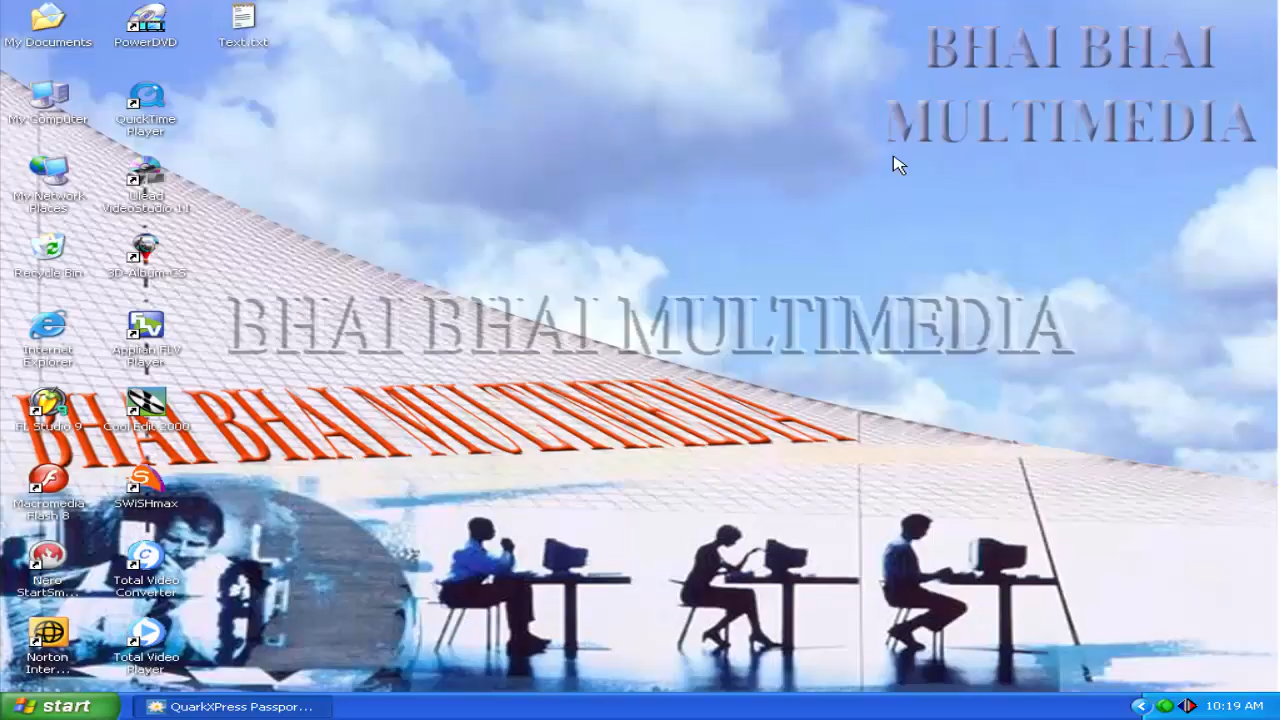 My Documents
PowerDVD
Text.txt
BHAI BHAI
MULTIMEDIA
My Computer
QuickTime
Player
My Network
Places
Ulead
VideoStudio 11
Recycle Bin
3D-Album-CS
BHAI BHAI MULTIMEDIA
Internet
Explorer
Applian FLV
Player
BHAI BHAI MULTIMEDIA
FL Studio 9
Cool Edit 2000
Macromedia
Flash 8
SWiSHmax
Nero
StartSm...
Total Video
Converter
Norton
Inter...
Total Video
Player
start
QuarkXPress Passpor...
10:19 AM